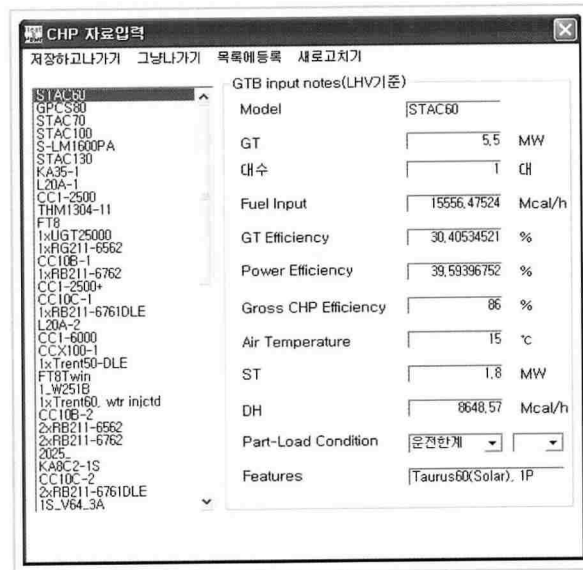 CHP 자료입력
저장하고나가기 그냥나가기 목록에등록 새로고치기
STAC60
GPCS80
STAC70
STAC100
S-LM1600PA
STAC130
KA35-1
L20A-1
CC1-2500
THM1304-11
FT8
1xUGT25000
1xRG211-6562
CC10B-1
1xRB211-6762
CC1-2500+
CC10C-1
1xRB211-6761DLE
L20A-2
CC1-6000
CCX100-1
1xTrent50-DLE
FT8Twin
1_W251B
1xTrent60, wtr injctd
CC10B-2
2xRB211-6562
2xRB211-6762
2025_
KA8C2-1S
CC10C-2
2xRB211-6761DLE
1S_V64_3A
GTB input notes(LHV기준)
Model STAC60
GT 5,5 MW
대수 1 대
Fuel Input 15556,47524 Mcal/h
GT Efficiency 30,40534521 %
Power Efficiency 39,59396752 %
Gross CHP Efficiency 86 %
Air Temperature 15 ℃
ST 1,8 MW
DH 8648,57 Mcal/h
Part-Load Condition 운전한계
Features Taurus60(Solar), 1P